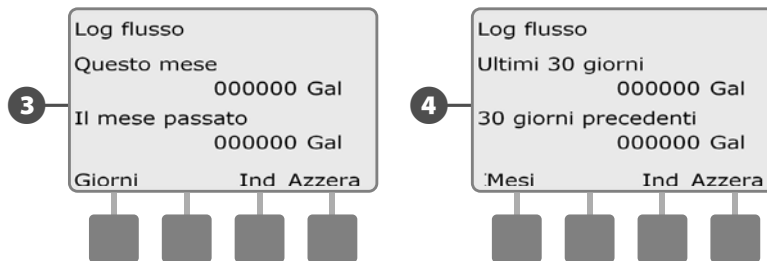 3
Log flusso
Questo mese
000000 Gal
Il mese passato
000000 Gal
Giorni Ind Azzera
4
Log flusso
Ultimi 30 giorni
000000 Gal
30 giorni precedenti
000000 Gal
Mesi Ind Azzera